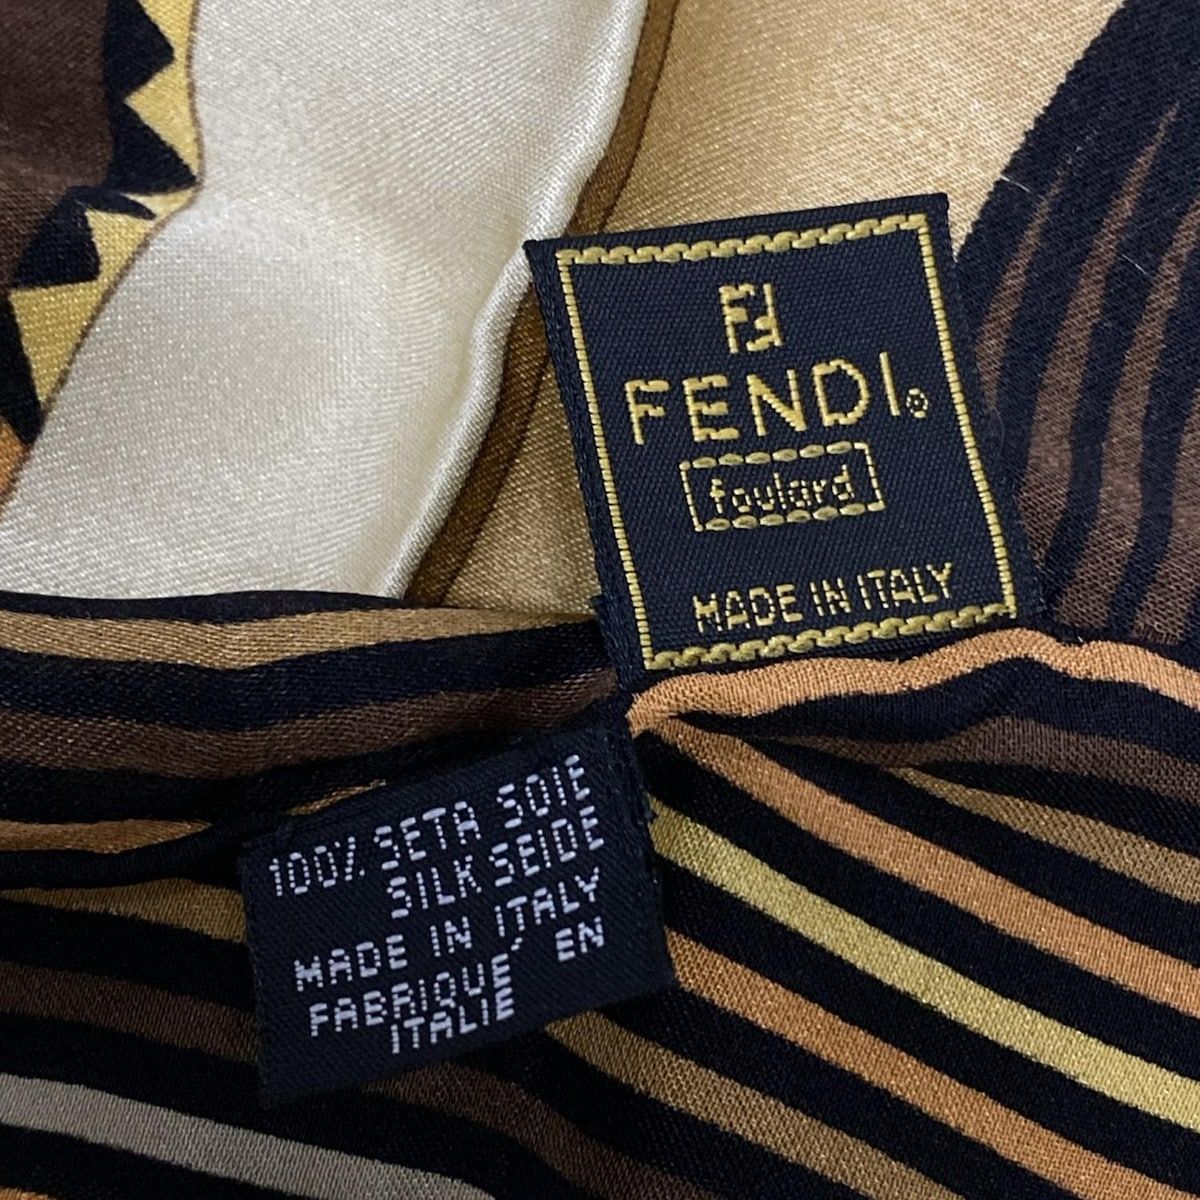 FF
FENDI®
foulard
MADE IN ITALY
100% SETA SOIE
SILK SEIDE
MADE IN ITALY
FABRIQUE' EN
ITALIE